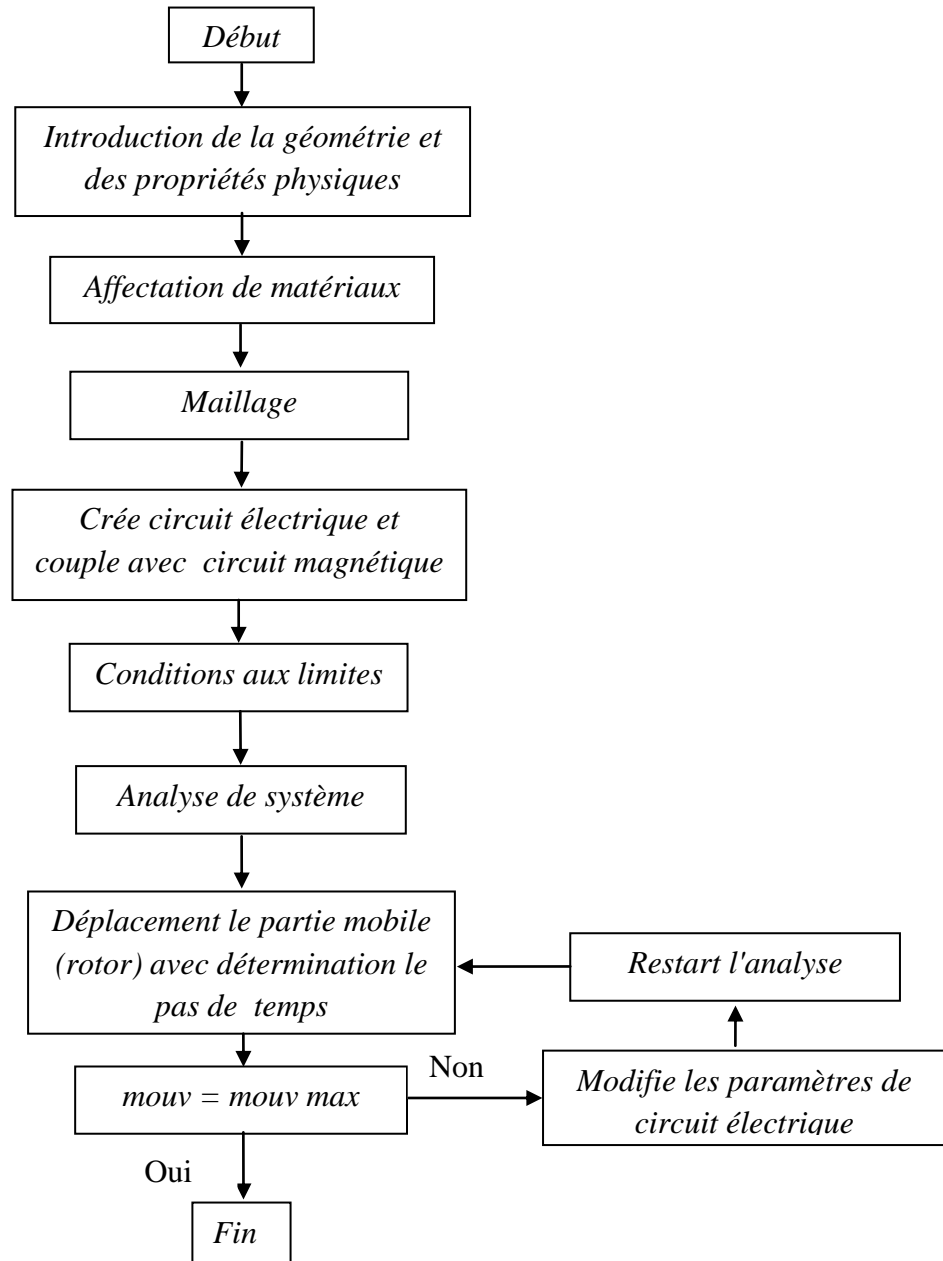 Début
Introduction de la géométrie et
des propriétés physiques
Affectation de matériaux
Maillage
Crée circuit électrique et
couple avec circuit magnétique
Conditions aux limites
Analyse de système
Déplacement le partie mobile
(rotor) avec détermination le
pas de temps
Restart l'analyse
mouv = mouv max
Non
Modifie les paramètres de
circuit électrique
Oui
Fin